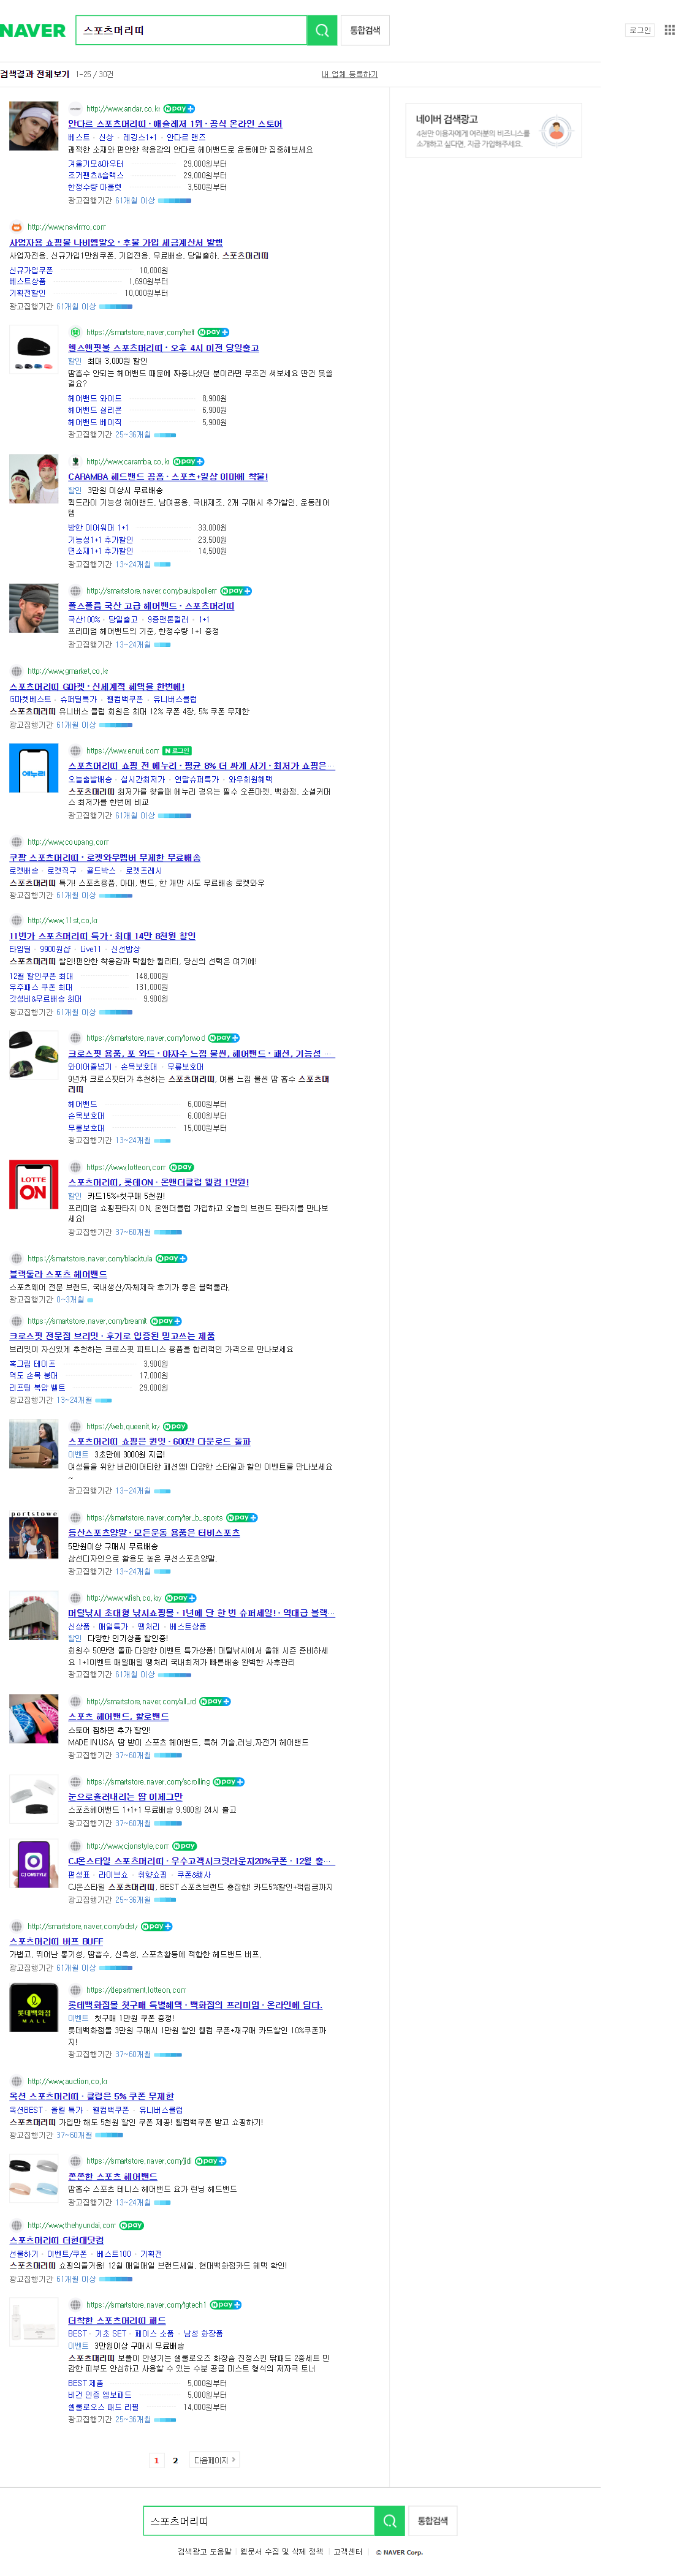 NAVER
스포츠머리띠
통합검색
로그인
검색결과 전체보기 1-25 / 30건
내 업체 등록하기
네이버 검색광고
4천만 이용자에게 여러분의 비즈니스를
소개하고 싶다면, 지금 가입해주세요.
http://www.andar.co.kr pay+
안다르 스포츠머리띠 · 애슬레저 1위 · 공식 온라인 스토어
베스트 · 신상 · 레깅스1+1 · 안다르 맨즈
쾌적한 소재와 편안한 착용감의 안다르 헤어밴드로 운동에만 집중해보세요
겨울기모&아우터 29,000원부터
조거팬츠&슬랙스 29,000원부터
한정수량 아울렛 3,500원부터
광고집행기간 61개월 이상
http://www.navimro.com
사업자용 쇼핑몰 나비엠알오 · 후불 가입 세금계산서 발행
사업자전용, 신규가입1만원쿠폰, 기업전용, 무료배송, 당일출하, 스포츠머리띠
신규가입쿠폰 10,000원
베스트상품 1,690원부터
기획전할인 10,000원부터
광고집행기간 61개월 이상
https://smartstore.naver.com/hell pay+
헬스앤핏불 스포츠머리띠 · 오후 4시 이전 당일출고
할인 최대 3,000원 할인
땀흡수 안되는 헤어밴드 때문에 짜증나셨던 분이라면 무조건 써보세요 딴건 못쓸
걸요?
헤어밴드 와이드 8,900원
헤어밴드 실리콘 6,900원
헤어밴드 베이직 5,900원
광고집행기간 25~36개월
http://www.caramba.co.kr pay+
CARAMBA 헤드밴드 공홈 · 스포츠+일상 이마에 착붙!
할인 3만원 이상시 무료배송
퀵드라이 기능성 헤어밴드, 남여공용, 국내제조, 2개 구매시 추가할인, 운동레어
템
방한 이어워머 1+1 33,000원
기능성1+1 추가할인 23,500원
면소재1+1 추가할인 14,500원
광고집행기간 13~24개월
http://smartstore.naver.com/paulspollem pay+
폴스폴름 국산 고급 헤어밴드 · 스포츠머리띠
국산100% · 당일출고 · 9종팬톤컬러 · 1+1
프리미엄 헤어밴드의 기준, 한정수량 1+1 증정
광고집행기간 13~24개월
http://www.gmarket.co.kr
스포츠머리띠 G마켓 · 신세계적 혜택을 한번에!
G마켓베스트 · 슈퍼딜특가 · 웰컴백쿠폰 · 유니버스클럽
스포츠머리띠 유니버스 클럽 회원은 최대 12% 쿠폰 4장, 5% 쿠폰 무제한
광고집행기간 61개월 이상
에누리
https://www.enuri.com N 로그인
스포츠머리띠 쇼핑 전 에누리 · 평균 8% 더 싸게 사기 · 최저가 쇼핑은...
오늘출발배송 · 실시간최저가 · 연말슈퍼특가 · 와우회원혜택
스포츠머리띠 최저가를 찾을땐 에누리 경유는 필수 오픈마켓, 백화점, 소셜커머
스 최저가를 한번에 비교
광고집행기간 61개월 이상
http://www.coupang.com
쿠팡 스포츠머리띠 · 로켓와우멤버 무제한 무료배송
로켓배송 · 로켓직구 · 골드박스 · 로켓프레시
스포츠머리띠 특가! 스포츠용품, 아대, 밴드, 한 개만 사도 무료배송 로켓와우
광고집행기간 61개월 이상
http://www.11st.co.kr
11번가 스포츠머리띠 특가 · 최대 14만 8천원 할인
타임딜 · 9900원샵 · Live11 · 신선밥상
스포츠머리띠 할인!편안한 착용감과 탁월한 퀄리티, 당신의 선택은 여기에!
12월 할인쿠폰 최대 148,000원
우주패스 쿠폰 최대 131,000원
갓성비&무료배송 최대 9,900원
광고집행기간 61개월 이상
https://smartstore.naver.com/forwod pay+
크로스핏 용품, 포 와드 · 야자수 느낌 물씬, 헤어밴드 · 패션, 기능성 ...
와이어줄넘기 · 손목보호대 · 무릎보호대
9년차 크로스핏터가 추천하는 스포츠머리띠, 여름 느낌 물씬 땀 흡수 스포츠머
리띠
헤어밴드 6,000원부터
손목보호대 6,000원부터
무릎보호대 15,000원부터
광고집행기간 13~24개월
LOTTE
ON
https://www.lotteon.com pay
스포츠머리띠, 롯데ON · 온앤더클럽 웰컴 1만원!
할인 카드15%+첫구매 5천원!
프리미엄 쇼핑판타지 ON, 온앤더클럽 가입하고 오늘의 브랜드 판타지를 만나보
세요!
광고집행기간 37~60개월
https://smartstore.naver.com/blacktula pay+
블랙툴라 스포츠 헤어밴드
스포츠웨어 전문 브랜드, 국내생산/자체제작 후기가 좋은 블랙툴라.
광고집행기간 0~3개월
https://smartstore.naver.com/breamit pay+
크로스핏 전문점 브리밋 · 후기로 입증된 믿고쓰는 제품
브리밋이 자신있게 추천하는 크로스핏 피트니스 용품을 합리적인 가격으로 만나보세요
훅그립 테이프 3,900원
역도 손목 붕대 17,000원
리프팅 복압 벨트 29,000원
광고집행기간 13~24개월
https://web.queenit.kr/ pay
스포츠머리띠 쇼핑은 퀸잇 · 600만 다운로드 돌파
이벤트 3초만에 3000원 지급!
여성들을 위한 버라이어티한 패션앱! 다양한 스타일과 할인 이벤트를 만나보세요
~
광고집행기간 13~24개월
portstowe
https://smartstore.naver.com/ter_b_sports pay+
등산스포츠양말 · 모든운동 용품은 터비스포츠
5만원이상 구매시 무료배송
삼선디자인으로 활용도 높은 쿠션스포츠양말.
광고집행기간 13~24개월
http://www.wfish.co.kr/ pay+
머털낚시 초대형 낚시쇼핑몰 · 1년에 단 한 번 슈퍼세일! · 역대급 블랙...
신상품 · 매일특가 · 땡처리 · 베스트상품
할인 다양한 인기상품 할인중!
회원수 50만명 돌파 다양한 이벤트 특가상품! 머털낚시에서 올해 시즌 준비하세
요 1+1이벤트 매일매일 땡처리 국내최저가 빠른배송 완벽한 사후관리
광고집행기간 61개월 이상
http://smartstore.naver.com/all_rd pay+
스포츠 헤어밴드, 할로밴드
스토어 찜하면 추가 할인!
MADE IN USA, 땀 받이 스포츠 헤어밴드, 특허 기술,러닝,자전거 헤어밴드
광고집행기간 37~60개월
https://smartstore.naver.com/scrolling pay+
눈으로흘러내리는 땀 이제그만
스포츠헤어밴드 1+1+1 무료배송 9,900원 24시 출고
광고집행기간 37~60개월
CJ ONSTYLE
http://www.cjonstyle.com pay
CJ온스타일 스포츠머리띠 · 우수고객시크릿라운지20%쿠폰 · 12월 출...
편성표 · 라이브쇼 · 취향쇼핑 · 쿠폰&행사
CJ온스타일 스포츠머리띠, BEST스포츠브랜드 총집합! 카드5%할인+적립금까지
광고집행기간 25~36개월
http://smartstore.naver.com/bdst/ pay+
스포츠머리띠 버프 BUFF
가볍고, 뛰어난 통기성, 땀흡수, 신축성, 스포츠활동에 적합한 헤드밴드 버프.
광고집행기간 61개월 이상
롯데백화점
MALL
https://department.lotteon.com
롯데백화점몰 첫구매 특별혜택 · 백화점의 프리미엄 · 온라인에 담다.
이벤트 첫구매 1만원 쿠폰 증정!
롯데백화점몰 3만원 구매시 1만원 할인 웰컴 쿠폰+재구매 카드할인 10%쿠폰까
지!
광고집행기간 37~60개월
http://www.auction.co.kr
옥션 스포츠머리띠 · 클럽은 5% 쿠폰 무제한
옥션BEST · 올킬 특가 · 웰컴백쿠폰 · 유니버스클럽
스포츠머리띠 가입만 해도 5천원 할인 쿠폰 제공! 웰컴백쿠폰 받고 쇼핑하기!
광고집행기간 37~60개월
https://smartstore.naver.com/jjdi pay+
쫀쫀한 스포츠 헤어밴드
땀흡수 스포츠 테니스 헤어밴드 요가 런닝 헤드밴드
광고집행기간 13~24개월
http://www.thehyundai.com pay
스포츠머리띠 더현대닷컴
선물하기 · 이벤트/쿠폰 · 베스트100 · 기획전
스포츠머리띠 쇼핑의즐거움! 12월 매일매일 브랜드세일, 현대백화점카드 혜택 확인!
광고집행기간 61개월 이상
https://smartstore.naver.com/tgtech1 pay+
더착한 스포츠머리띠 패드
BEST · 기초 SET · 페이스 소품 · 남성 화장품
이벤트 3만원이상 구매시 무료배송
스포츠머리띠 보풀이 안생기는 셀룰로오즈 화장솜 진정스킨 닦패드 2종세트 민
감한 피부도 안심하고 사용할 수 있는 수분 공급 미스트 형식의 저자극 토너
BEST 제품 5,000원부터
비건 인증 엠보패드 5,000원부터
셀룰로오스 패드 리필 14,000원부터
광고집행기간 25~36개월
1 2 다음페이지 >
스포츠머리띠
통합검색
검색광고 도움말 웹문서 수집 및 삭제 정책 고객센터 © NAVER Corp.